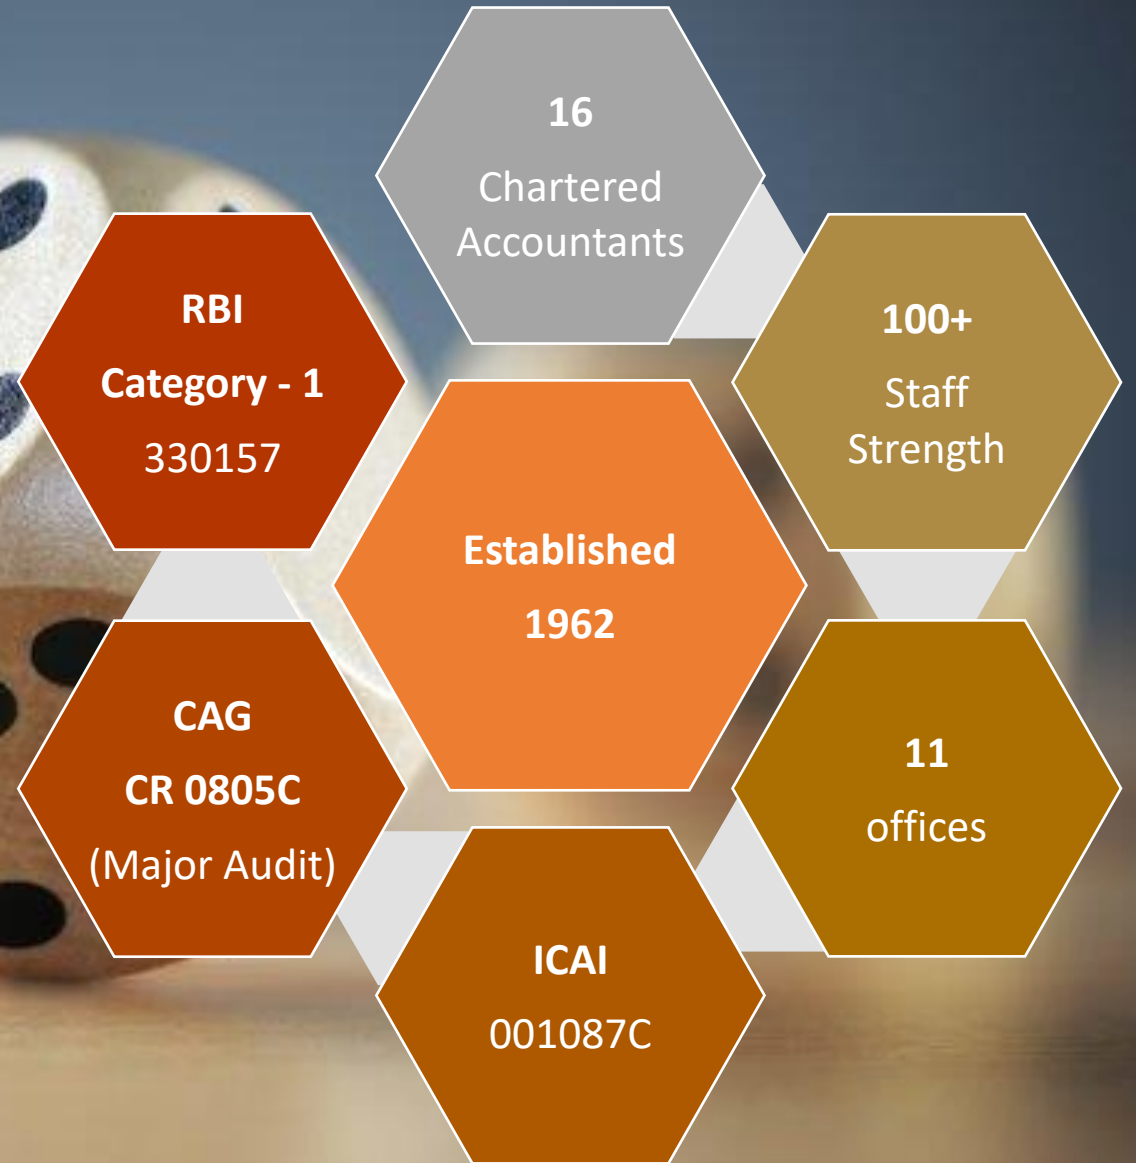 16
Chartered
Accountants
RBI
Category - 1
330157
100+
Staff
Strength
Established
1962
CAG
CR 0805C
(Major Audit)
11
offices
ICAI
001087C